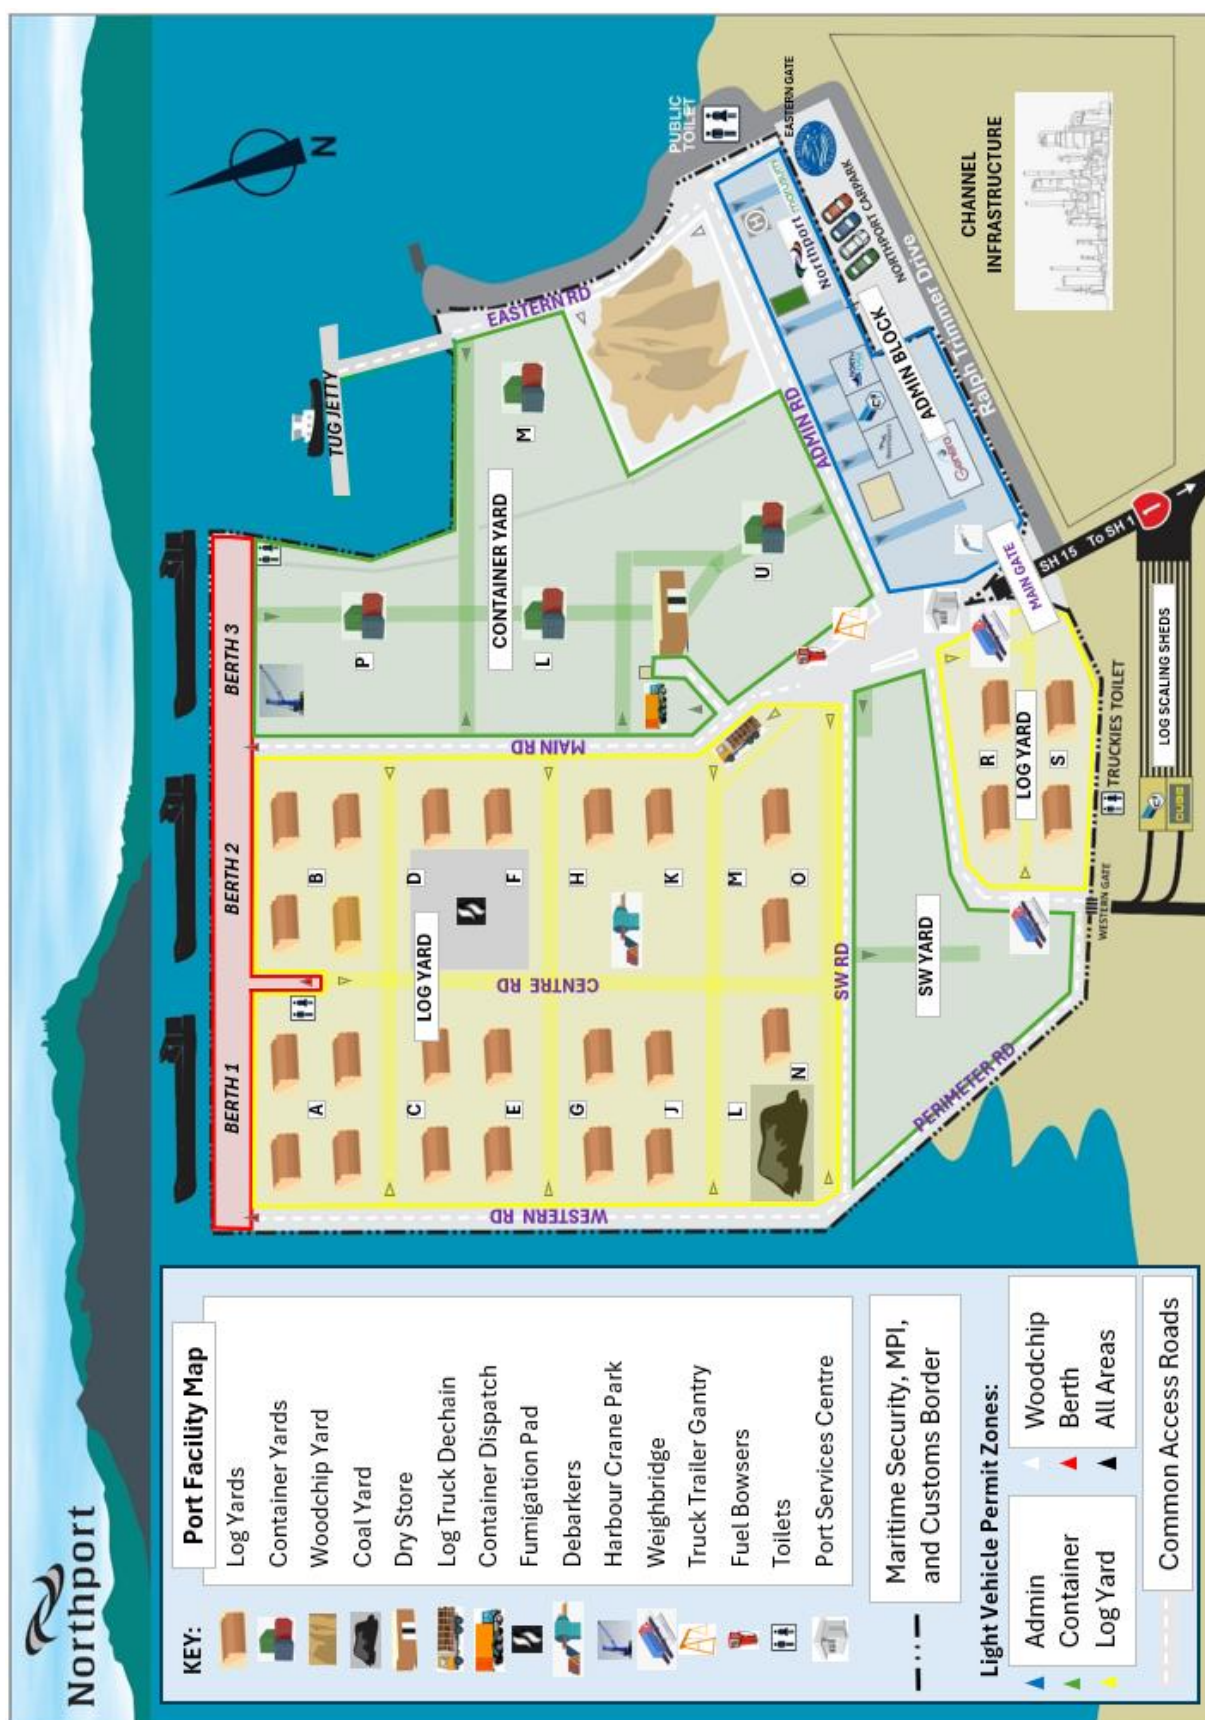 Northport
Port Facility Map
KEY:
Log Yards
Container Yards
Woodchip Yard
Coal Yard
Dry Store
Log Truck Dechain
Container Dispatch
Fumigation Pad
Debarkers
Harbour Crane Park
Weighbridge
Truck Trailer Gantry
Fuel Bowsers
Toilets
Port Services Centre
Maritime Security, MPI,
and Customs Border
Light Vehicle Permit Zones:
Admin
Container
Log Yard
Woodchip
Berth
All Areas
Common Access Roads
BERTH 1
BERTH 2
BERTH 3
TUG JETTY
N
PUBLIC
TOILET
EASTERN GATE
WESTERN RD
CENTRE RD
MAIN RD
EASTERN RD
ADMIN RD
SW RD
PERIMETER RD
LOG YARD
A
B
C
D
E
F
G
H
J
K
L
M
N
O
CONTAINER YARD
P
L
M
U
SW YARD
LOG YARD
R
S
ADMIN BLOCK
H
Northport
marusumi
NORTHPORT CARPARK
Ralph Trimmer Drive
CHANNEL
INFRASTRUCTURE
MAIN GATE
SH 15 To SH 1
1
WESTERN GATE
TRUCKIES TOILET
LOG SCALING SHEDS